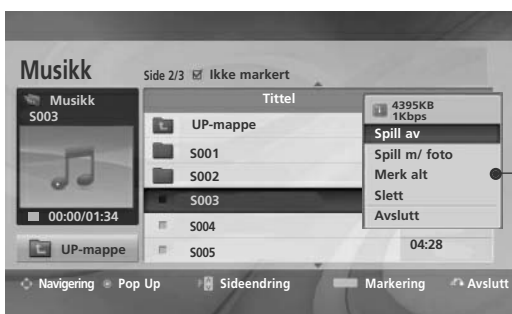 Musikk
Side 2/3 Ikke markert
Musikk
S003
00:00/01:34
UP-mappe
Tittel
UP-mappe
S001
S002
S003
S004
S005
04:28
4395KB
1Kbps
Spill av
Spill m/ foto
Merk alt
Slett
Avslutt
Navigering Pop Up Sideendring Markering Avslutt